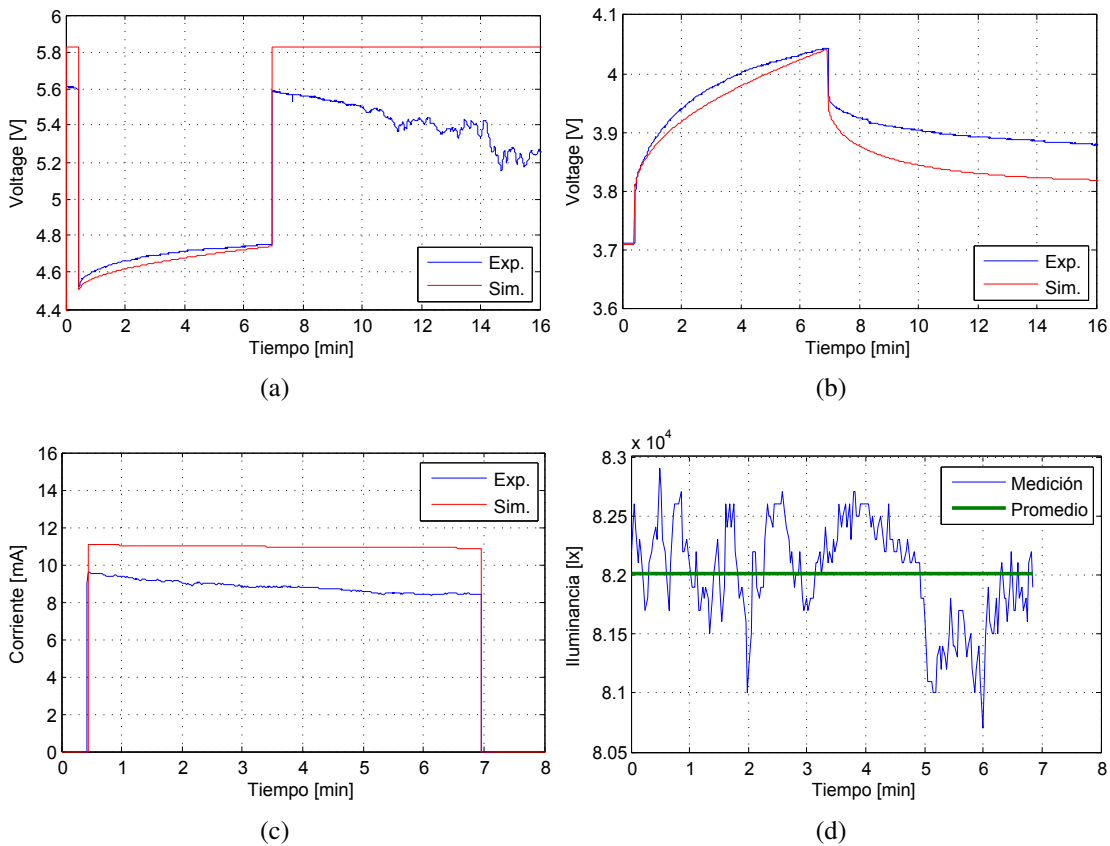 6
5.8
5.6
5.4
5.2
5
4.8
4.6
4.4
0 2 4 6 8 10 12 14 16
Voltage [V]
Tiempo [min]
Exp.
Sim.
(a)
4.1
4
3.9
3.8
3.7
3.6
0 2 4 6 8 10 12 14 16
Voltage [V]
Tiempo [min]
Exp.
Sim.
(b)
16
14
12
10
8
6
4
2
0
0 1 2 3 4 5 6 7 8
Corriente [mA]
Tiempo [min]
Exp.
Sim.
(c)
x 10^4
8.3
8.25
8.2
8.15
8.1
8.05
0 1 2 3 4 5 6 7 8
Iluminancia [lx]
Tiempo [min]
Medición
Promedio
(d)